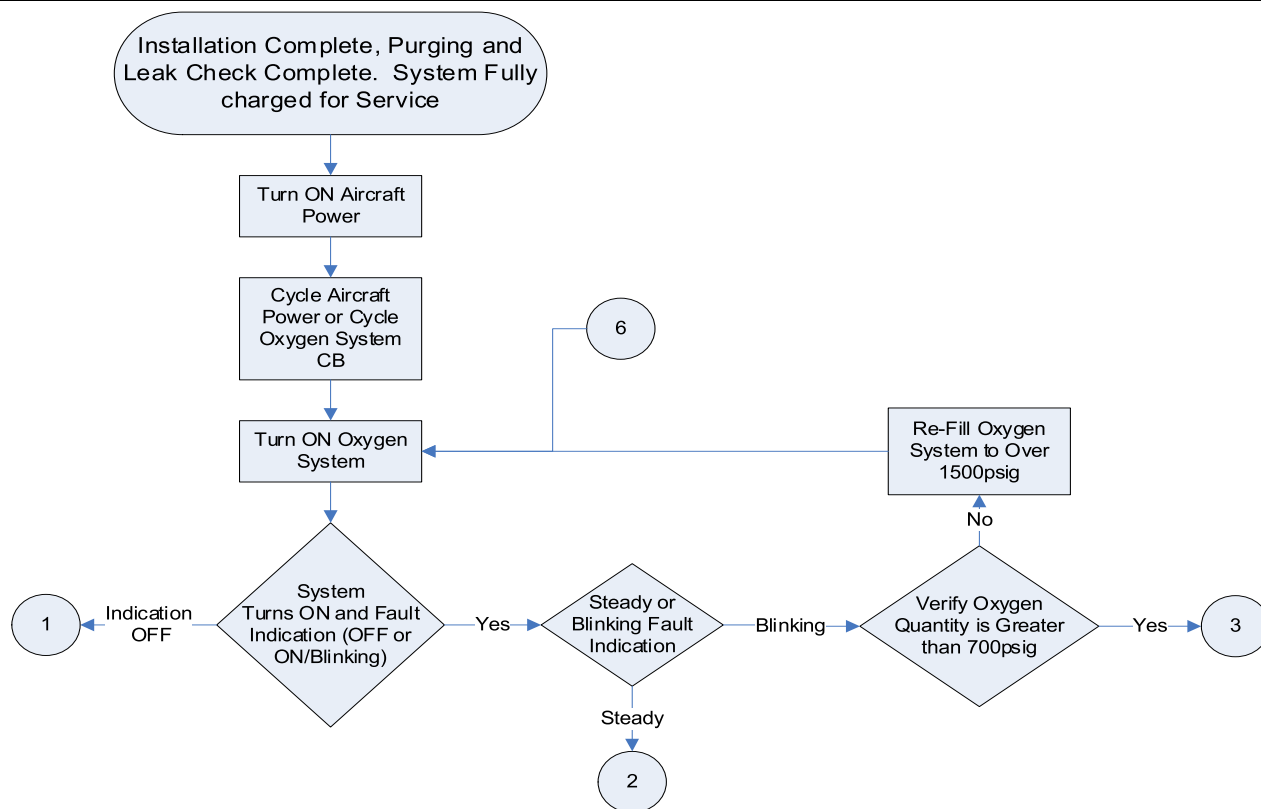 Installation Complete, Purging and
Leak Check Complete.  System Fully
charged for Service
Turn ON Aircraft
Power
Cycle Aircraft
Power or Cycle
Oxygen System
CB
6
Turn ON Oxygen
System
Re-Fill Oxygen
System to Over
1500psig
No
System
Turns ON and Fault
Indication (OFF or
ON/Blinking)
Indication
OFF
1
Yes
Steady or
Blinking Fault
Indication
Blinking
Verify Oxygen
Quantity is Greater
than 700psig
Yes
3
Steady
2